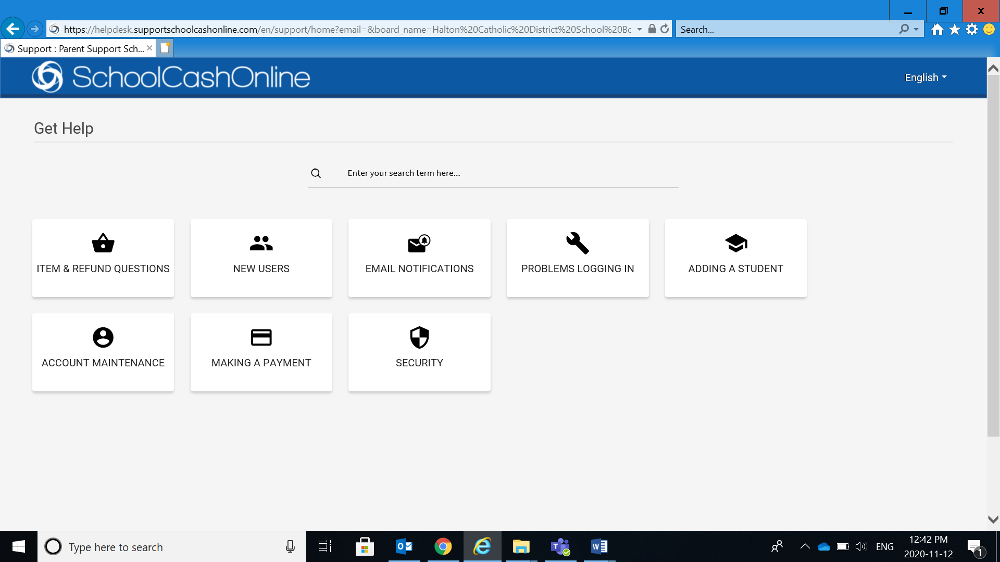 https://helpdesk.supportschoolcashonline.com/en/support/home?email=&board_name=Halton%20Catholic%20District%20School%20Bc
Search...
Support : Parent Support Sch...
SchoolCashOnline
English
Get Help
Enter your search term here...
ITEM & REFUND QUESTIONS
NEW USERS
EMAIL NOTIFICATIONS
PROBLEMS LOGGING IN
ADDING A STUDENT
ACCOUNT MAINTENANCE
MAKING A PAYMENT
SECURITY
Type here to search
ENG
12:42 PM
2020-11-12
1